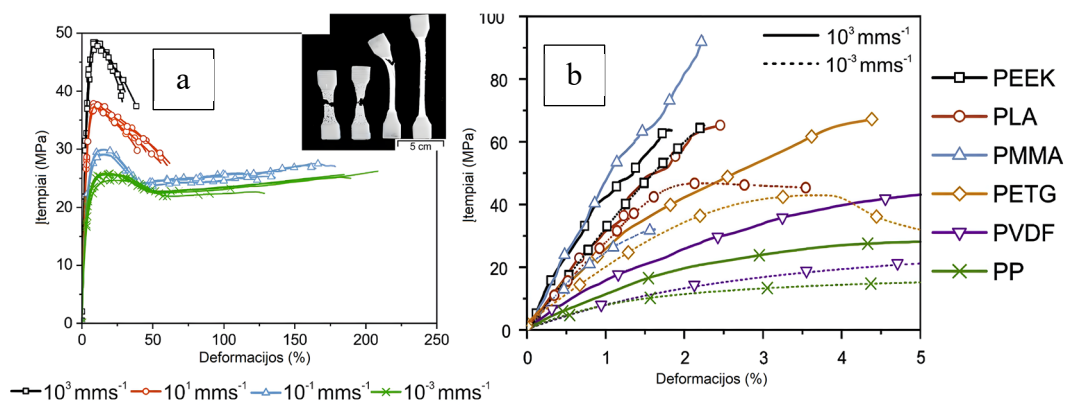 50
40
30
20
10
0
Įtempiai (MPa)
a
5 cm
0 50 100 150 200 250
Deformacijos (%)
10³ mms⁻¹ 10¹ mms⁻¹ 10⁻¹ mms⁻¹ 10⁻³ mms⁻¹
100
80
60
40
20
0
Įtempiai (MPa)
b
10³ mms⁻¹
10⁻³ mms⁻¹
0 1 2 3 4 5
Deformacijos (%)
PEEK
PLA
PMMA
PETG
PVDF
PP